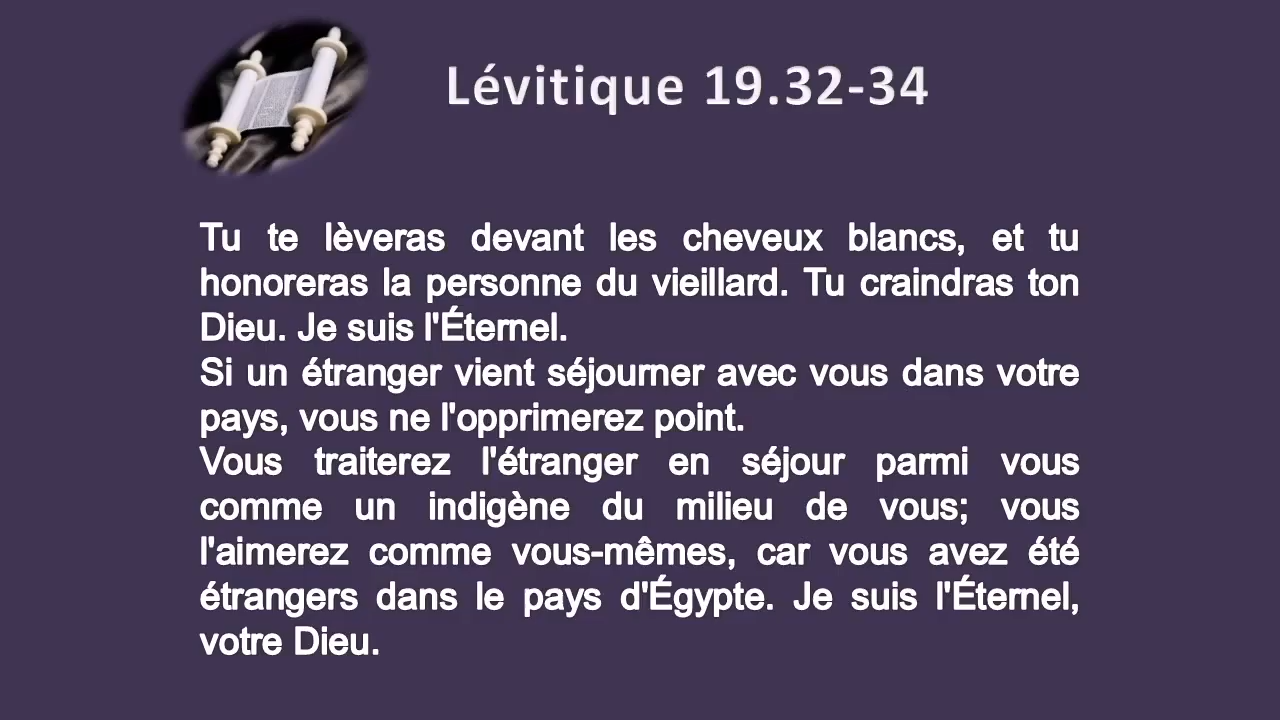 Lévitique 19.32-34
Tu te lèveras devant les cheveux blancs, et tu
honoreras la personne du vieillard. Tu craindras ton
Dieu. Je suis l'Éternel.
Si un étranger vient séjourner avec vous dans votre
pays, vous ne l'opprimerez point.
Vous traiterez l'étranger en séjour parmi vous
comme un indigène du milieu de vous; vous
l'aimerez comme vous-mêmes, car vous avez été
étrangers dans le pays d'Égypte. Je suis l'Éternel,
votre Dieu.